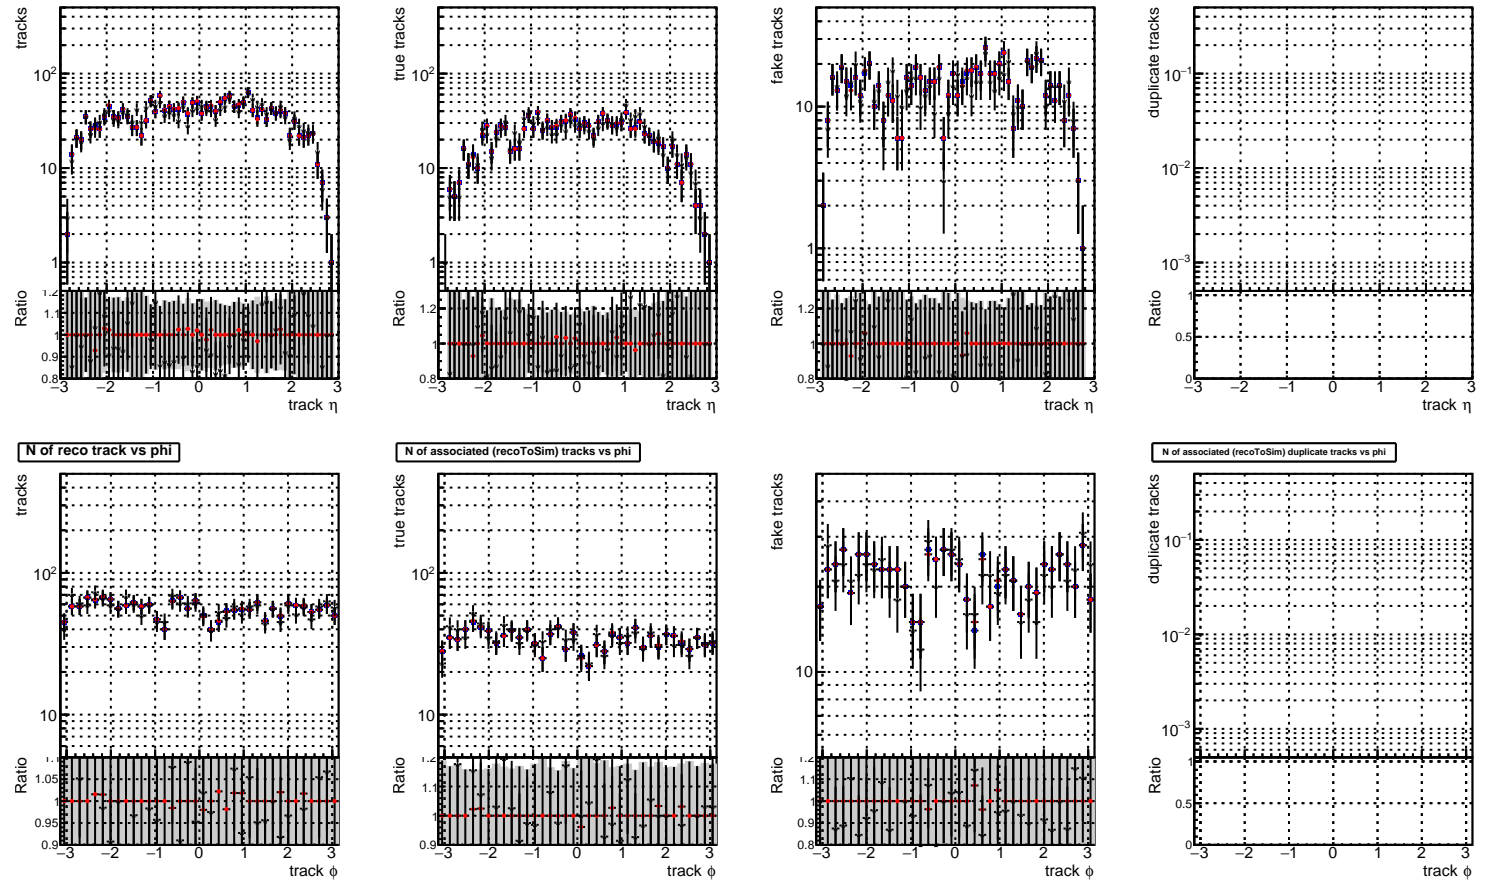 tracks
10²
10
1
Ratio
1.2
1.1
1
0.9
0.8
−3 −2 −1 0 1 2 3
track η
true tracks
10²
10
1
Ratio
1.2
1
0.8
−3 −2 −1 0 1 2 3
track η
fake tracks
10
1
Ratio
1.2
1
0.8
−3 −2 −1 0 1 2 3
track η
duplicate tracks
10⁻¹
10⁻²
10⁻³
Ratio
1
0.5
0
−3 −2 −1 0 1 2 3
track η
N of reco track vs phi
tracks
10²
10
Ratio
1.1
1.05
1
0.95
0.9
−3 −2 −1 0 1 2 3
track ϕ
N of associated (recoToSim) tracks vs phi
true tracks
10²
10
Ratio
1.2
1.1
1
0.9
−3 −2 −1 0 1 2 3
track ϕ
fake tracks
10
Ratio
1.2
1.1
1
0.9
0.8
−3 −2 −1 0 1 2 3
track ϕ
N of associated (recoToSim) duplicate tracks vs phi
duplicate tracks
10⁻¹
10⁻²
10⁻³
Ratio
1
0.5
0
−3 −2 −1 0 1 2 3
track ϕ